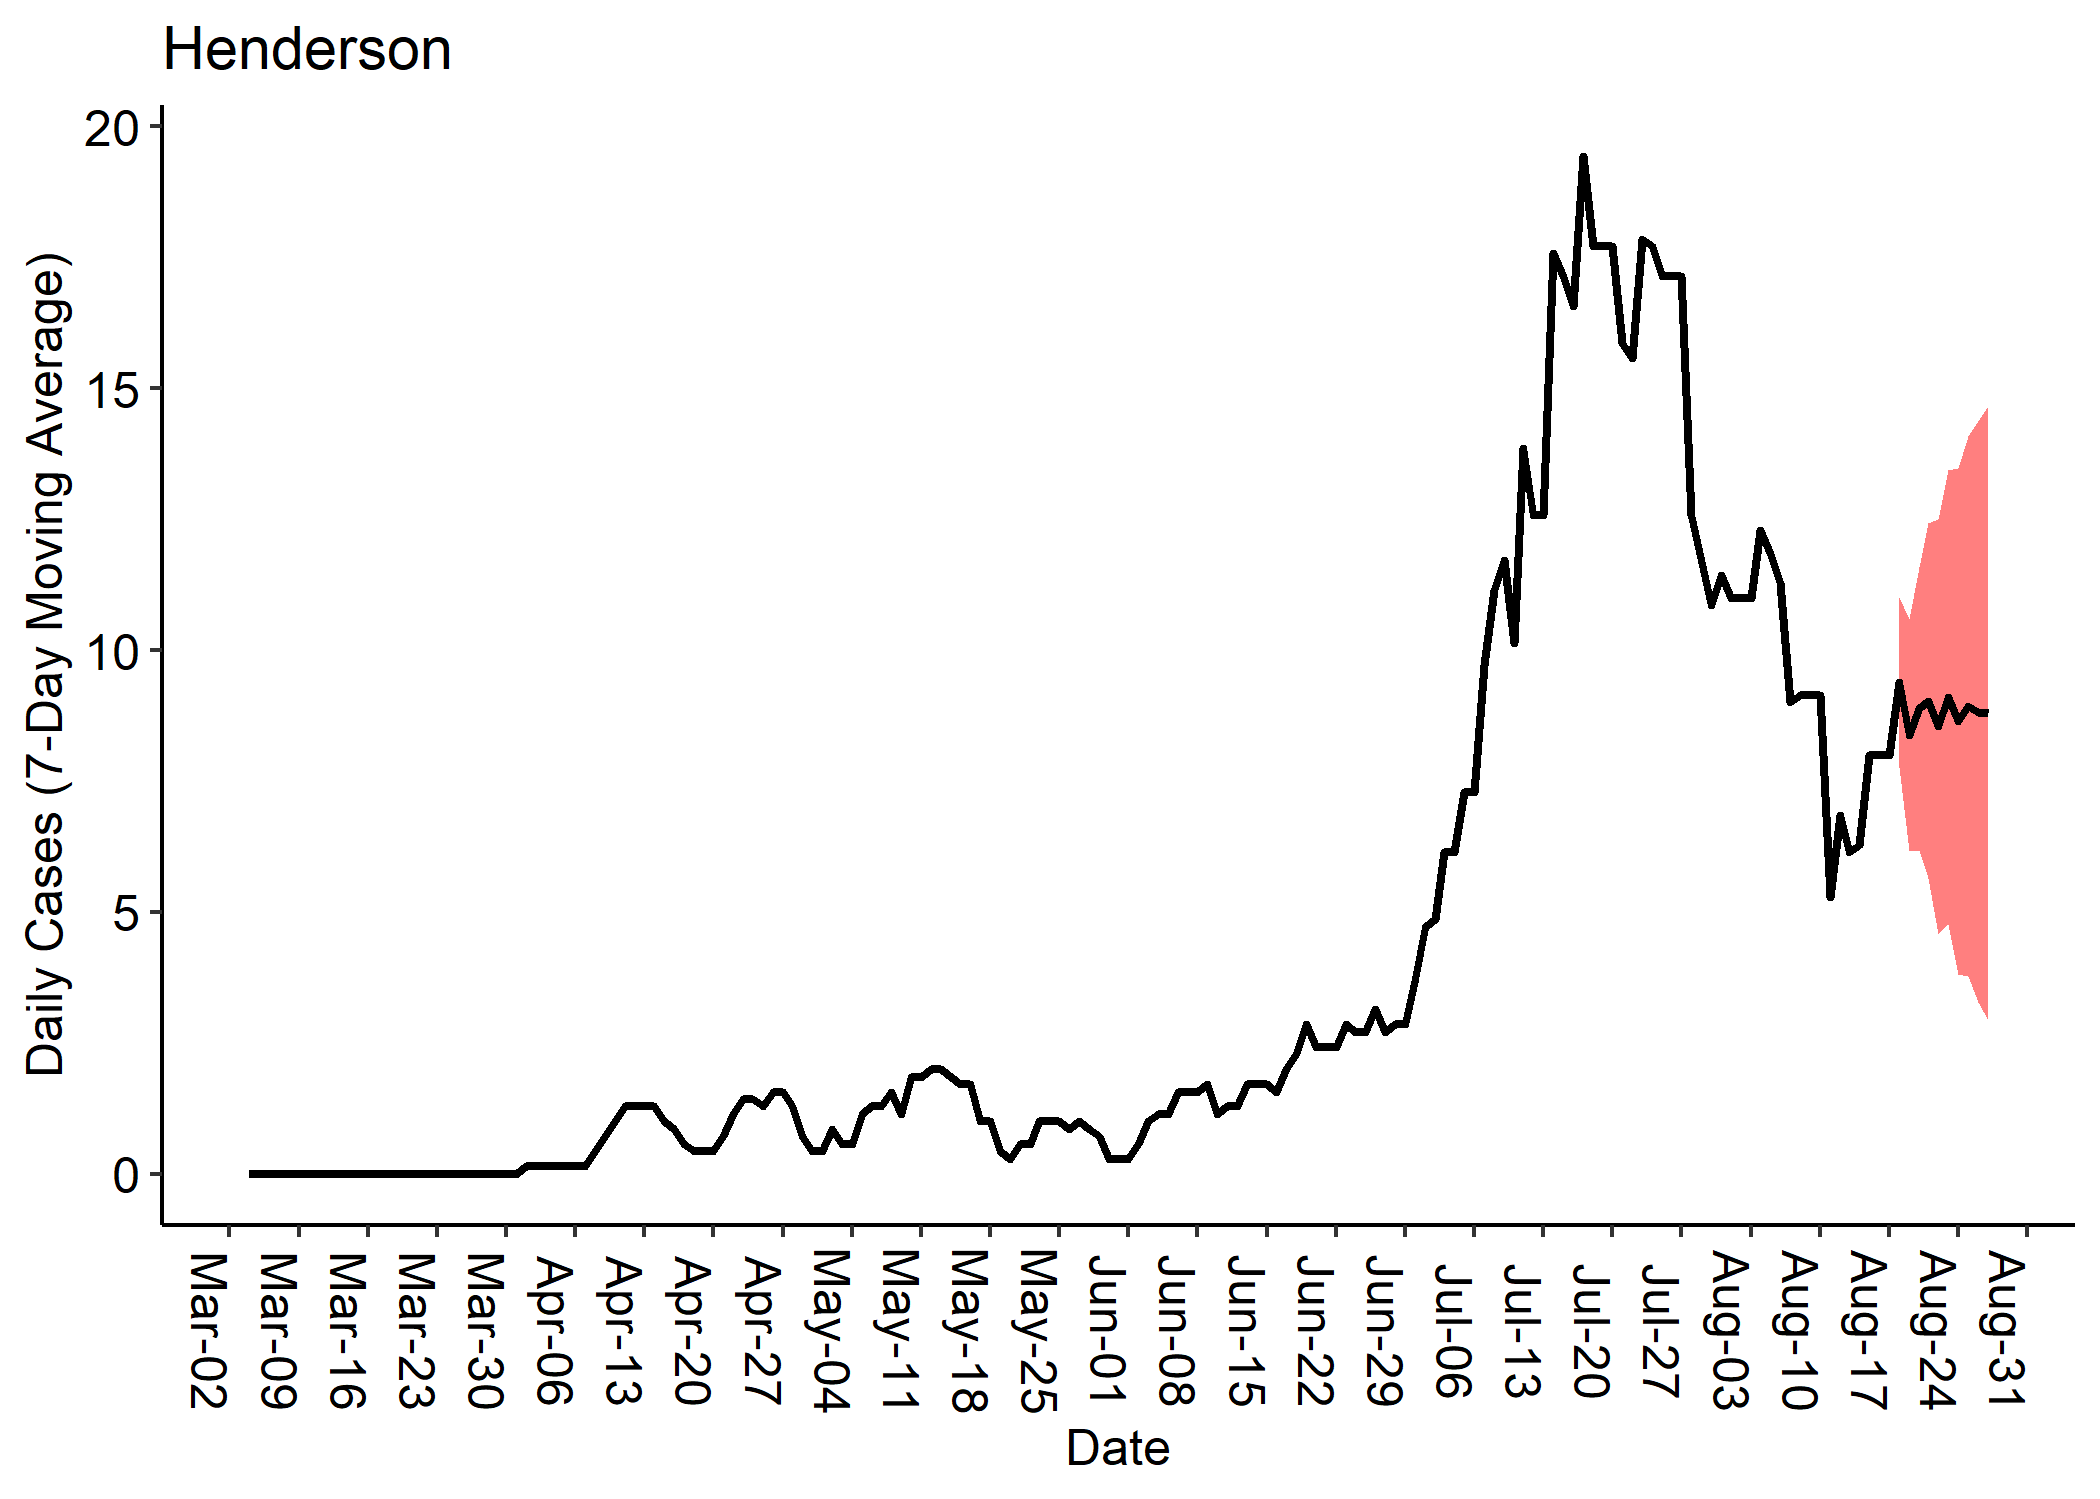 Henderson
Daily Cases (7-Day Moving Average)
20
15
10
5
0
Mar-02
Mar-09
Mar-16
Mar-23
Mar-30
Apr-06
Apr-13
Apr-20
Apr-27
May-04
May-11
May-18
May-25
Jun-01
Jun-08
Jun-15
Jun-22
Jun-29
Jul-06
Jul-13
Jul-20
Jul-27
Aug-03
Aug-10
Aug-17
Aug-24
Aug-31
Date